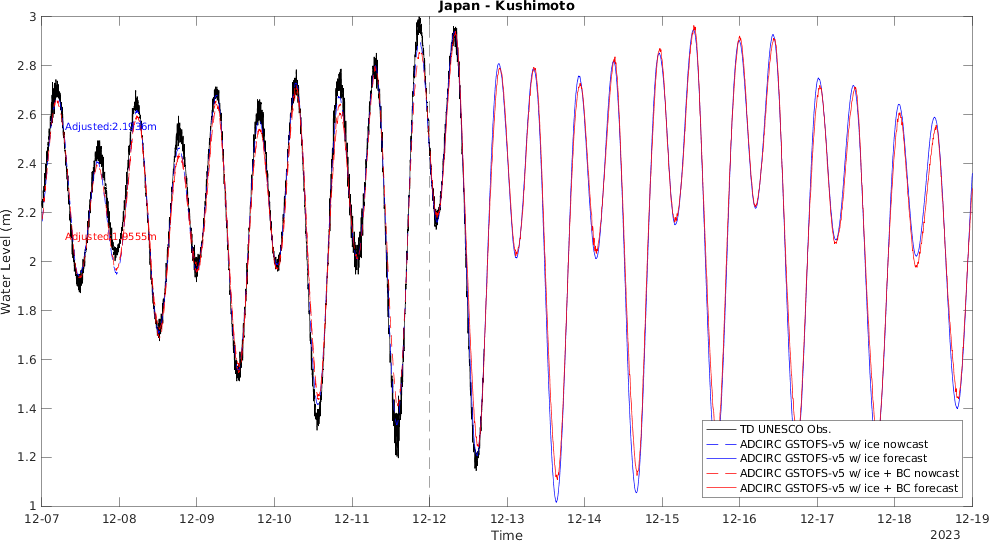 Japan - Kushimoto
3
2.8
2.6
2.4
2.2
2
1.8
1.6
1.4
1.2
1
Water Level (m)
Adjusted:2.1936m
Adjusted:1.9555m
TD UNESCO Obs.
ADCIRC GSTOFS-v5 w/ ice nowcast
ADCIRC GSTOFS-v5 w/ ice forecast
ADCIRC GSTOFS-v5 w/ ice + BC nowcast
ADCIRC GSTOFS-v5 w/ ice + BC forecast
12-07 12-08 12-09 12-10 12-11 12-12 12-13 12-14 12-15 12-16 12-17 12-18 12-19
Time
2023